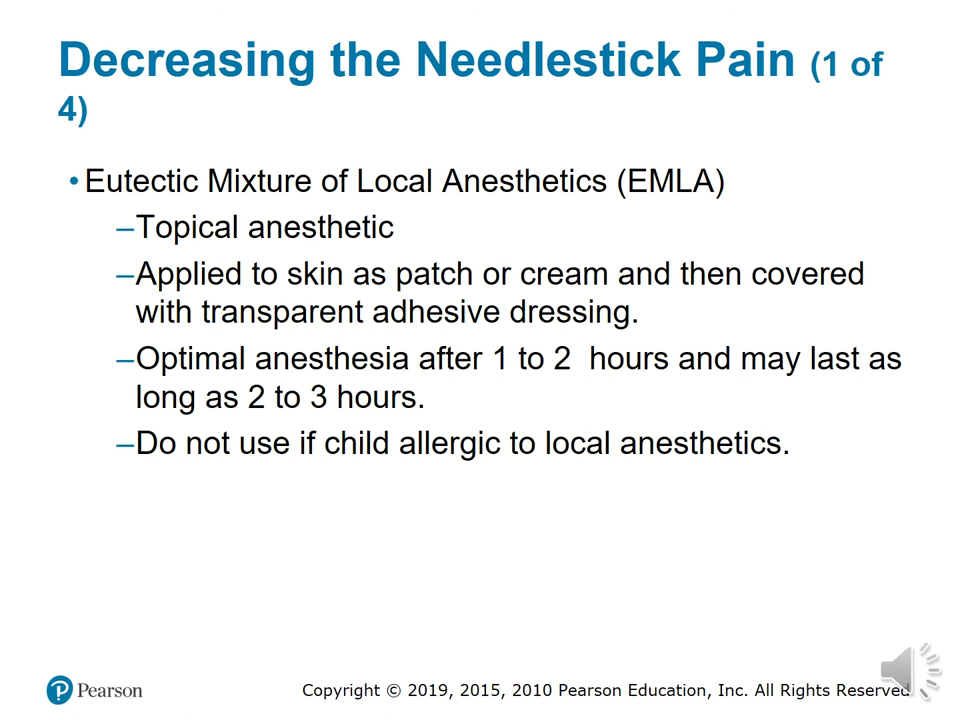 Decreasing the Needlestick Pain (1 of
4)
• Eutectic Mixture of Local Anesthetics (EMLA)
–Topical anesthetic
–Applied to skin as patch or cream and then covered
with transparent adhesive dressing.
–Optimal anesthesia after 1 to 2  hours and may last as
long as 2 to 3 hours.
–Do not use if child allergic to local anesthetics.
Pearson
Copyright © 2019, 2015, 2010 Pearson Education, Inc. All Rights Reserved